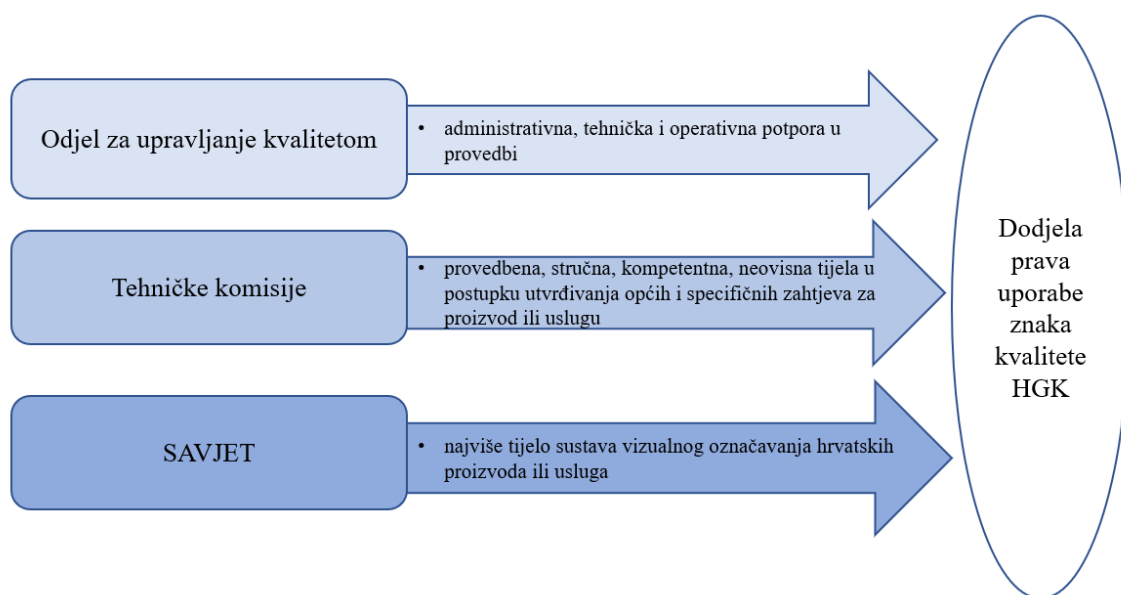 Odjel za upravljanje kvalitetom
• administrativna, tehnička i operativna potpora u
provedbi
Tehničke komisije
• provedbena, stručna, kompetentna, neovisna tijela u
postupku utvrđivanja općih i specifičnih zahtjeva za
proizvod ili uslugu
SAVJET
• najviše tijelo sustava vizualnog označavanja hrvatskih
proizvoda ili usluga
Dodjela
prava
uporabe
znaka
kvalitete
HGK